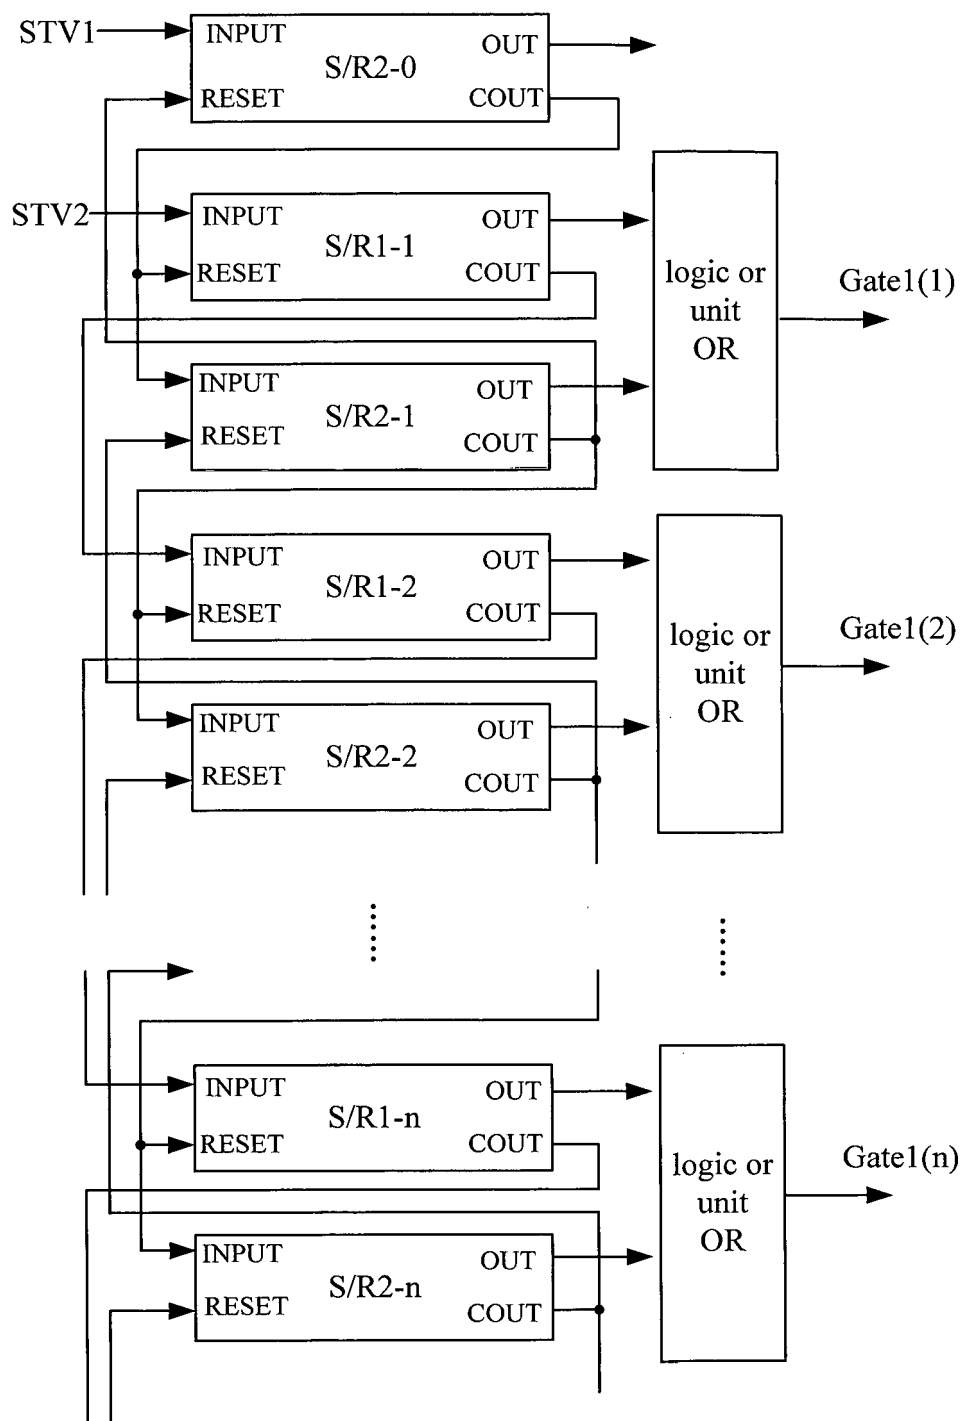 STV1
INPUT
OUT
S/R2-0
RESET
COUT
STV2
INPUT
OUT
S/R1-1
RESET
COUT
logic or
unit
OR
Gate1(1)
INPUT
OUT
S/R2-1
RESET
COUT
INPUT
OUT
S/R1-2
RESET
COUT
logic or
unit
OR
Gate1(2)
INPUT
OUT
S/R2-2
RESET
COUT
......
......
INPUT
OUT
S/R1-n
RESET
COUT
logic or
unit
OR
Gate1(n)
INPUT
OUT
S/R2-n
RESET
COUT